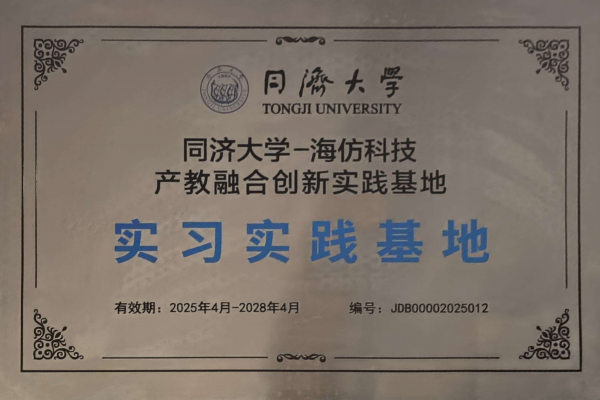 同濟大學
TONGJI UNIVERSITY
同济大学-海仿科技
产教融合创新实践基地
实习实践基地
有效期：2025年4月-2028年4月 编号：JDB00002025012